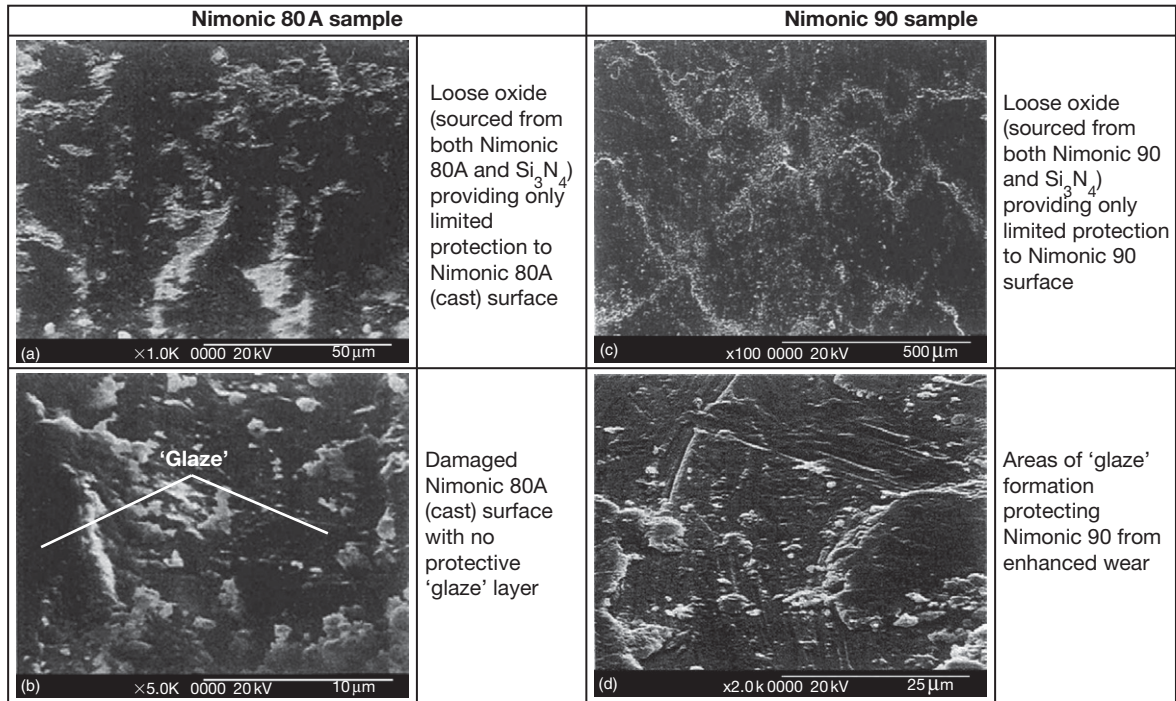 Nimonic 80A sample
Nimonic 90 sample
(a)
×1.0K 0000 20 kV
50 μm
Loose oxide
(sourced from
both Nimonic
80A and Si₃N₄)
providing only
limited
protection to
Nimonic 80A
(cast) surface
(c)
x100 0000 20 kV
500 μm
Loose oxide
(sourced from
both Nimonic 90
and Si₃N₄)
providing only
limited protection
to Nimonic 90
surface
‘Glaze’
(b)
×5.0K 0000 20 kV
10 μm
Damaged
Nimonic 80A
(cast) surface
with no
protective
‘glaze’ layer
(d)
x2.0k 0000 20kV
25 μm
Areas of ‘glaze’
formation
protecting
Nimonic 90 from
enhanced wear